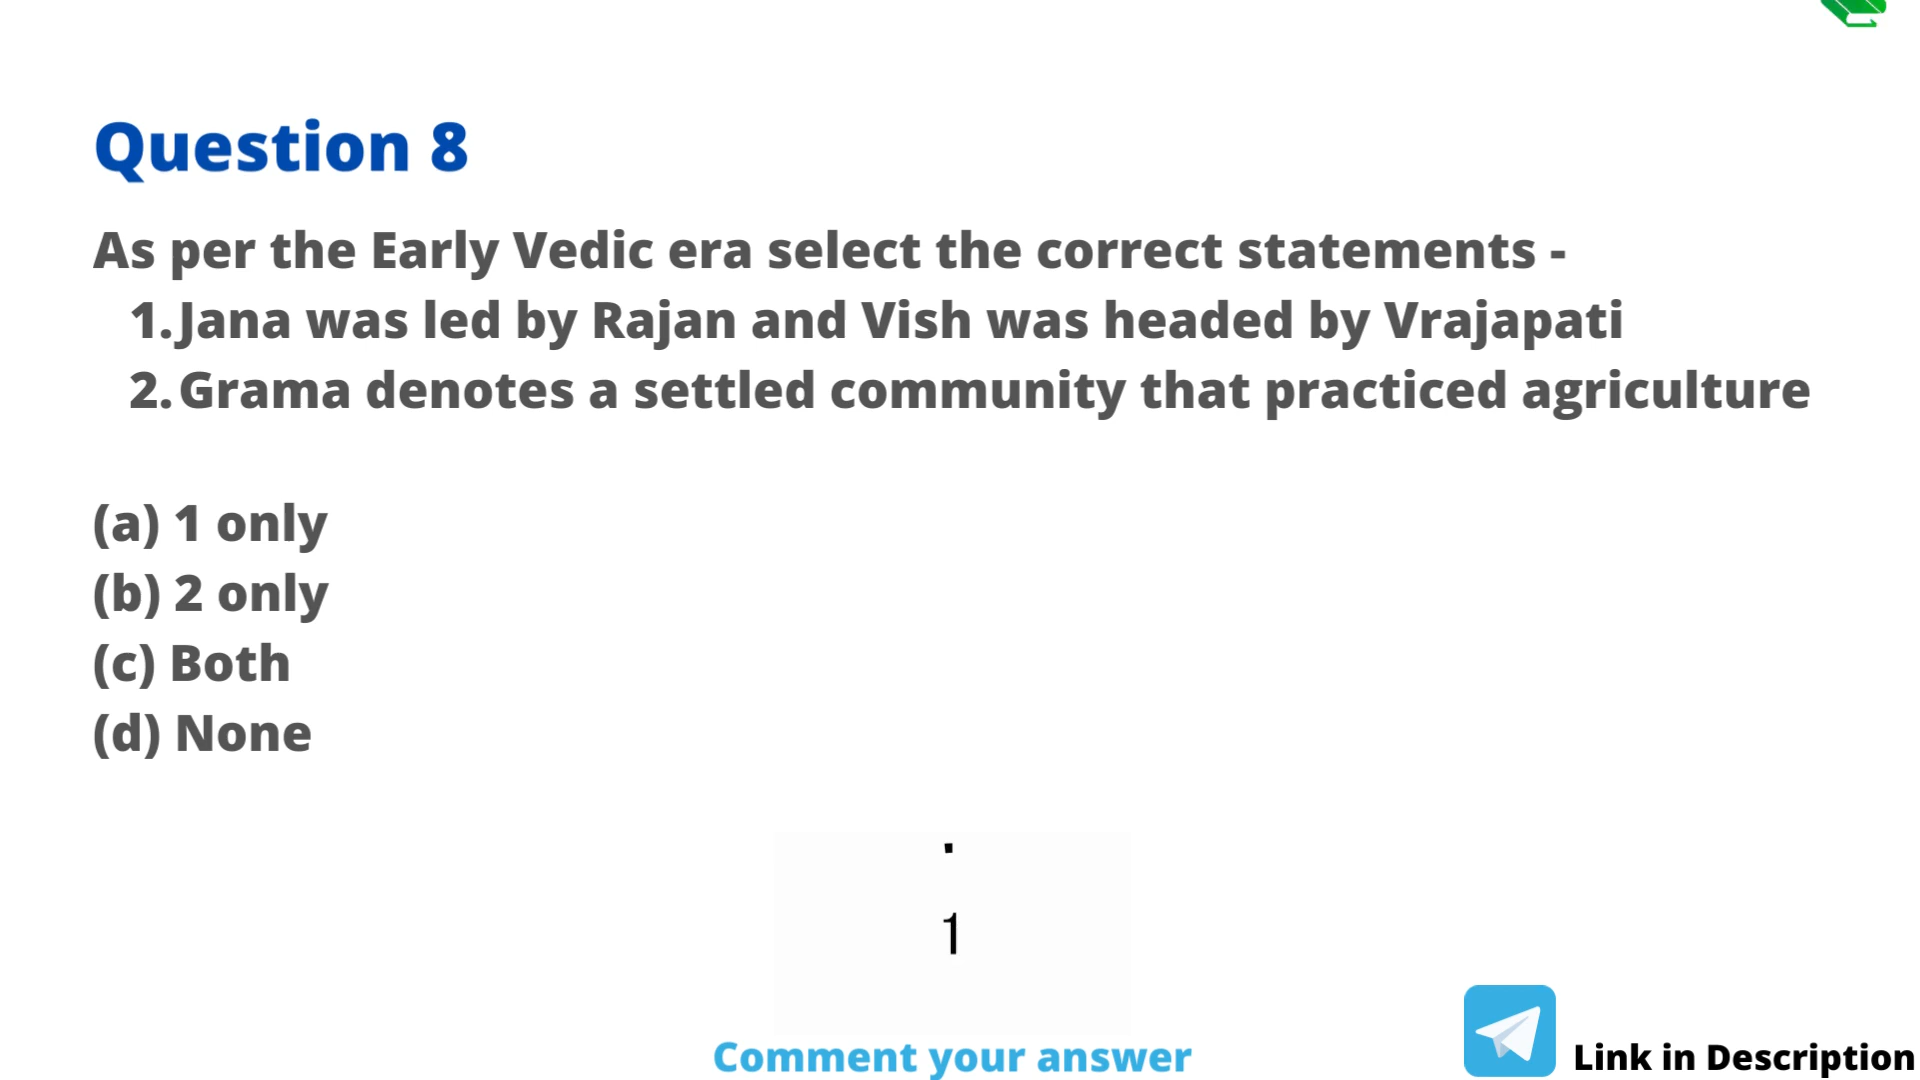 Question 8
As per the Early Vedic era select the correct statements -
1.Jana was led by Rajan and Vish was headed by Vrajapati
2.Grama denotes a settled community that practiced agriculture
(a) 1 only
(b) 2 only
(c) Both
(d) None
1
Comment your answer
Link in Description